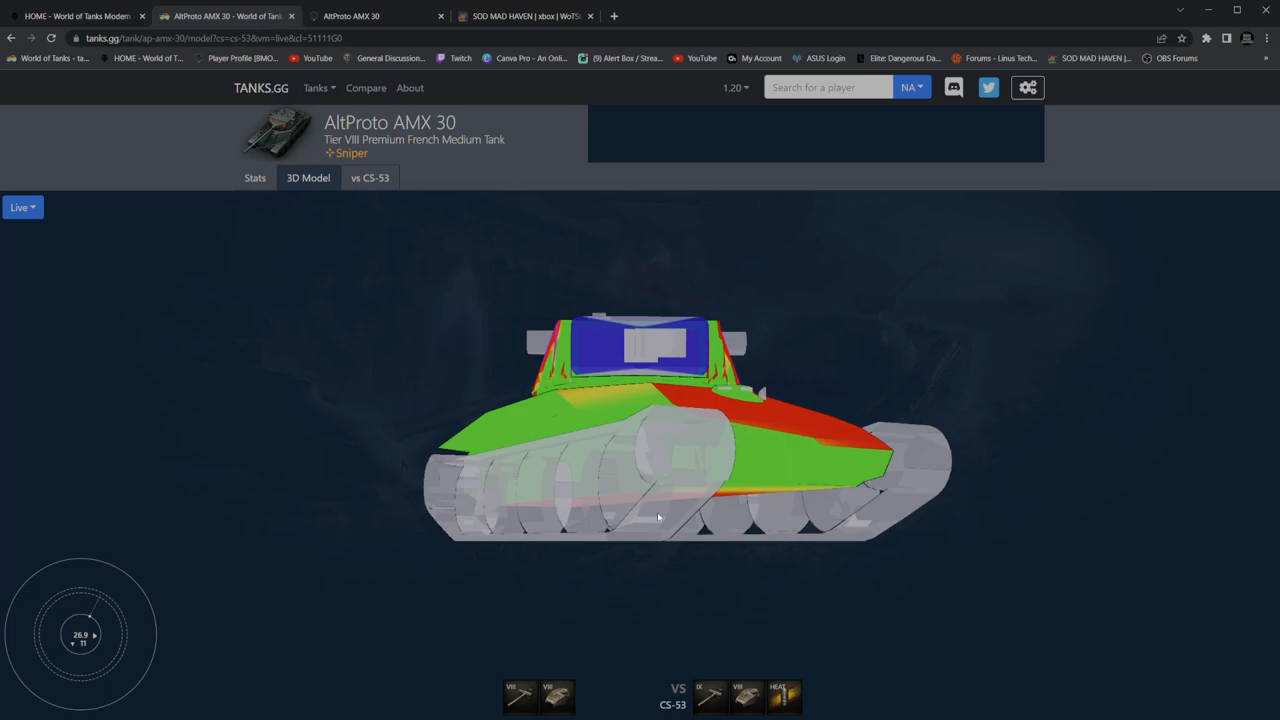 HOME - World of Tanks Modern
AltProto AMX 30 - World of Tank
AltProto AMX 30
SOD MAD HAVEN | xbox | WoTS
tanks.gg/tank/ap-amx-30/model?cs=cs-53&vm=live&cl=51111G0
World of Tanks - ta...
HOME - World of T...
Player Profile [BMO...
YouTube
General Discussion...
Twitch
Canva Pro - An Onli...
(9) Alert Box / Strea...
YouTube
My Account
ASUS Login
Elite: Dangerous Da...
Forums - Linus Tech...
SOD MAD HAVEN |...
OBS Forums
»
TANKS.GG
Tanks
Compare
About
1.20
Search for a player
NA
AltProto AMX 30
Tier VIII Premium French Medium Tank
Sniper
Stats
3D Model
vs CS-53
Live
26.9
11
VIII
VIII
VS
CS-53
IX
VIII
HEAT